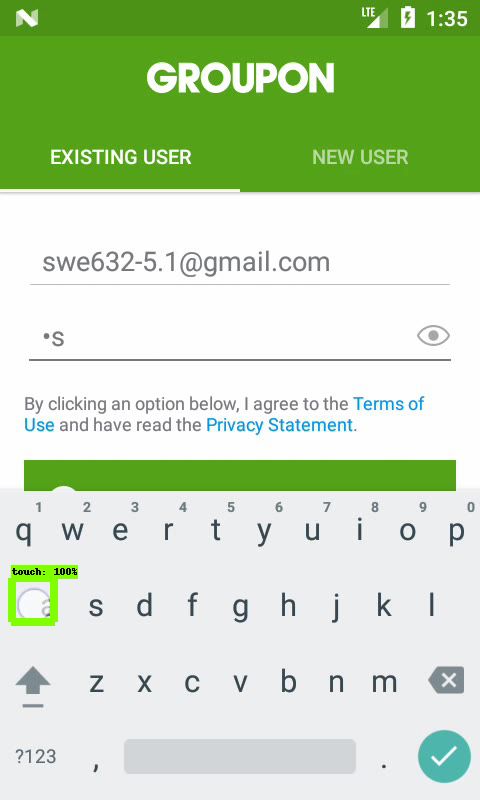 LTE 1:35
GROUPON
EXISTING USER NEW USER
swe632-5.1@gmail.com
•s
By clicking an option below, I agree to the Terms of
Use and have read the Privacy Statement.
1 2 3 4 5 6 7 8 9 0
q w e r t y u i o p
touch: 100%
a s d f g h j k l
z x c v b n m
?123 , .